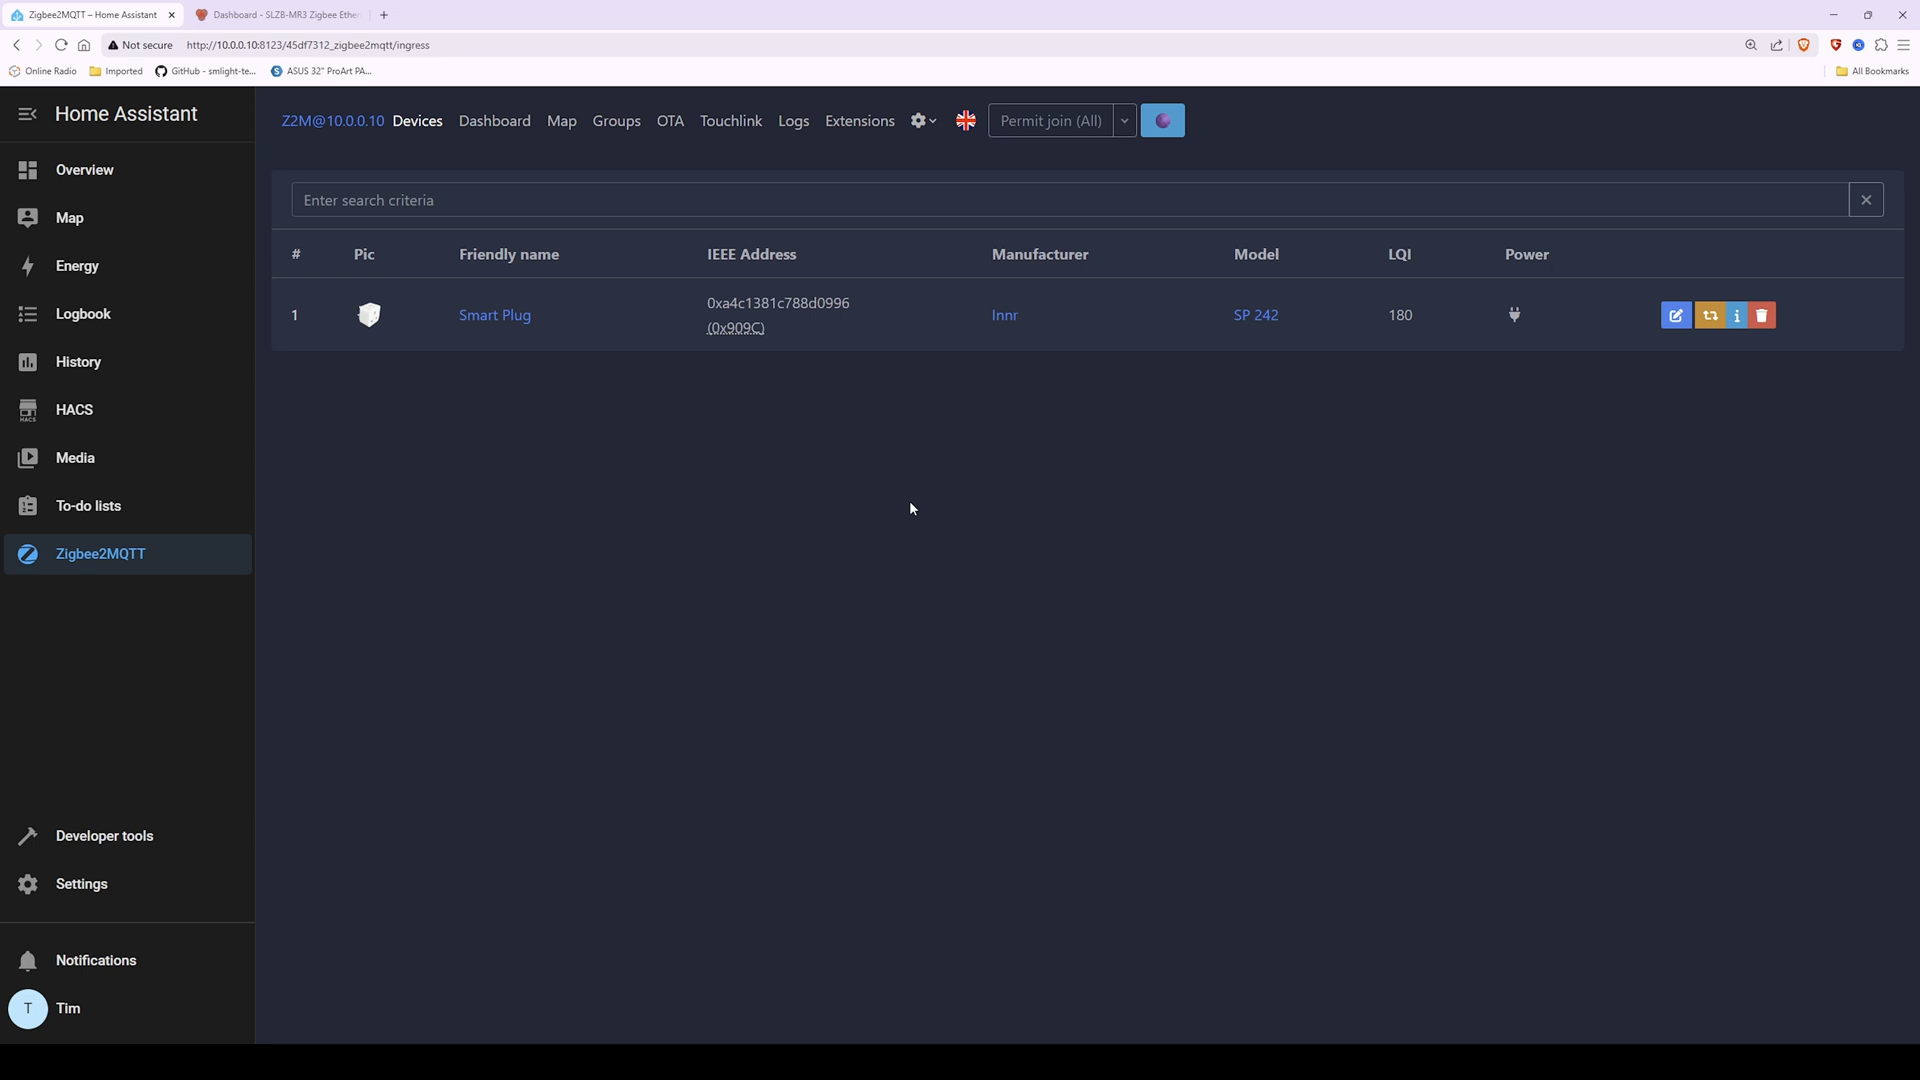 Zigbee2MQTT – Home Assistant
Dashboard - SLZB-MR3 Zigbee Ether
Not secure
http://10.0.0.10:8123/45df7312_zigbee2mqtt/ingress
Online Radio
Imported
GitHub - smlight-te...
ASUS 32" ProArt PA...
All Bookmarks
Home Assistant
Overview
Map
Energy
Logbook
History
HACS
HACS
Media
To-do lists
Zigbee2MQTT
Developer tools
Settings
Notifications
T
Tim
Z2M@10.0.0.10 Devices Dashboard Map Groups OTA Touchlink Logs Extensions Permit join (All)
Enter search criteria
# Pic Friendly name IEEE Address Manufacturer Model LQI Power
1 Smart Plug 0xa4c1381c788d0996 Innr SP 242 180
(0x909C)